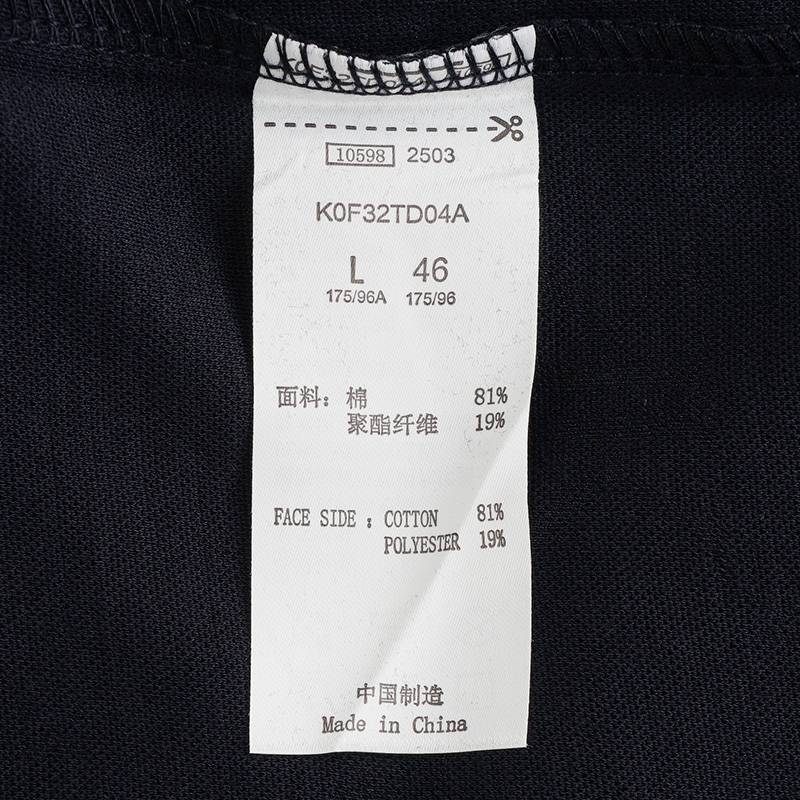 10598 2503
K0F32TD04A
L 46
175/96A 175/96
面料：棉 81%
聚酯纤维 19%
FACE SIDE : COTTON 81%
POLYESTER 19%
中国制造
Made in China